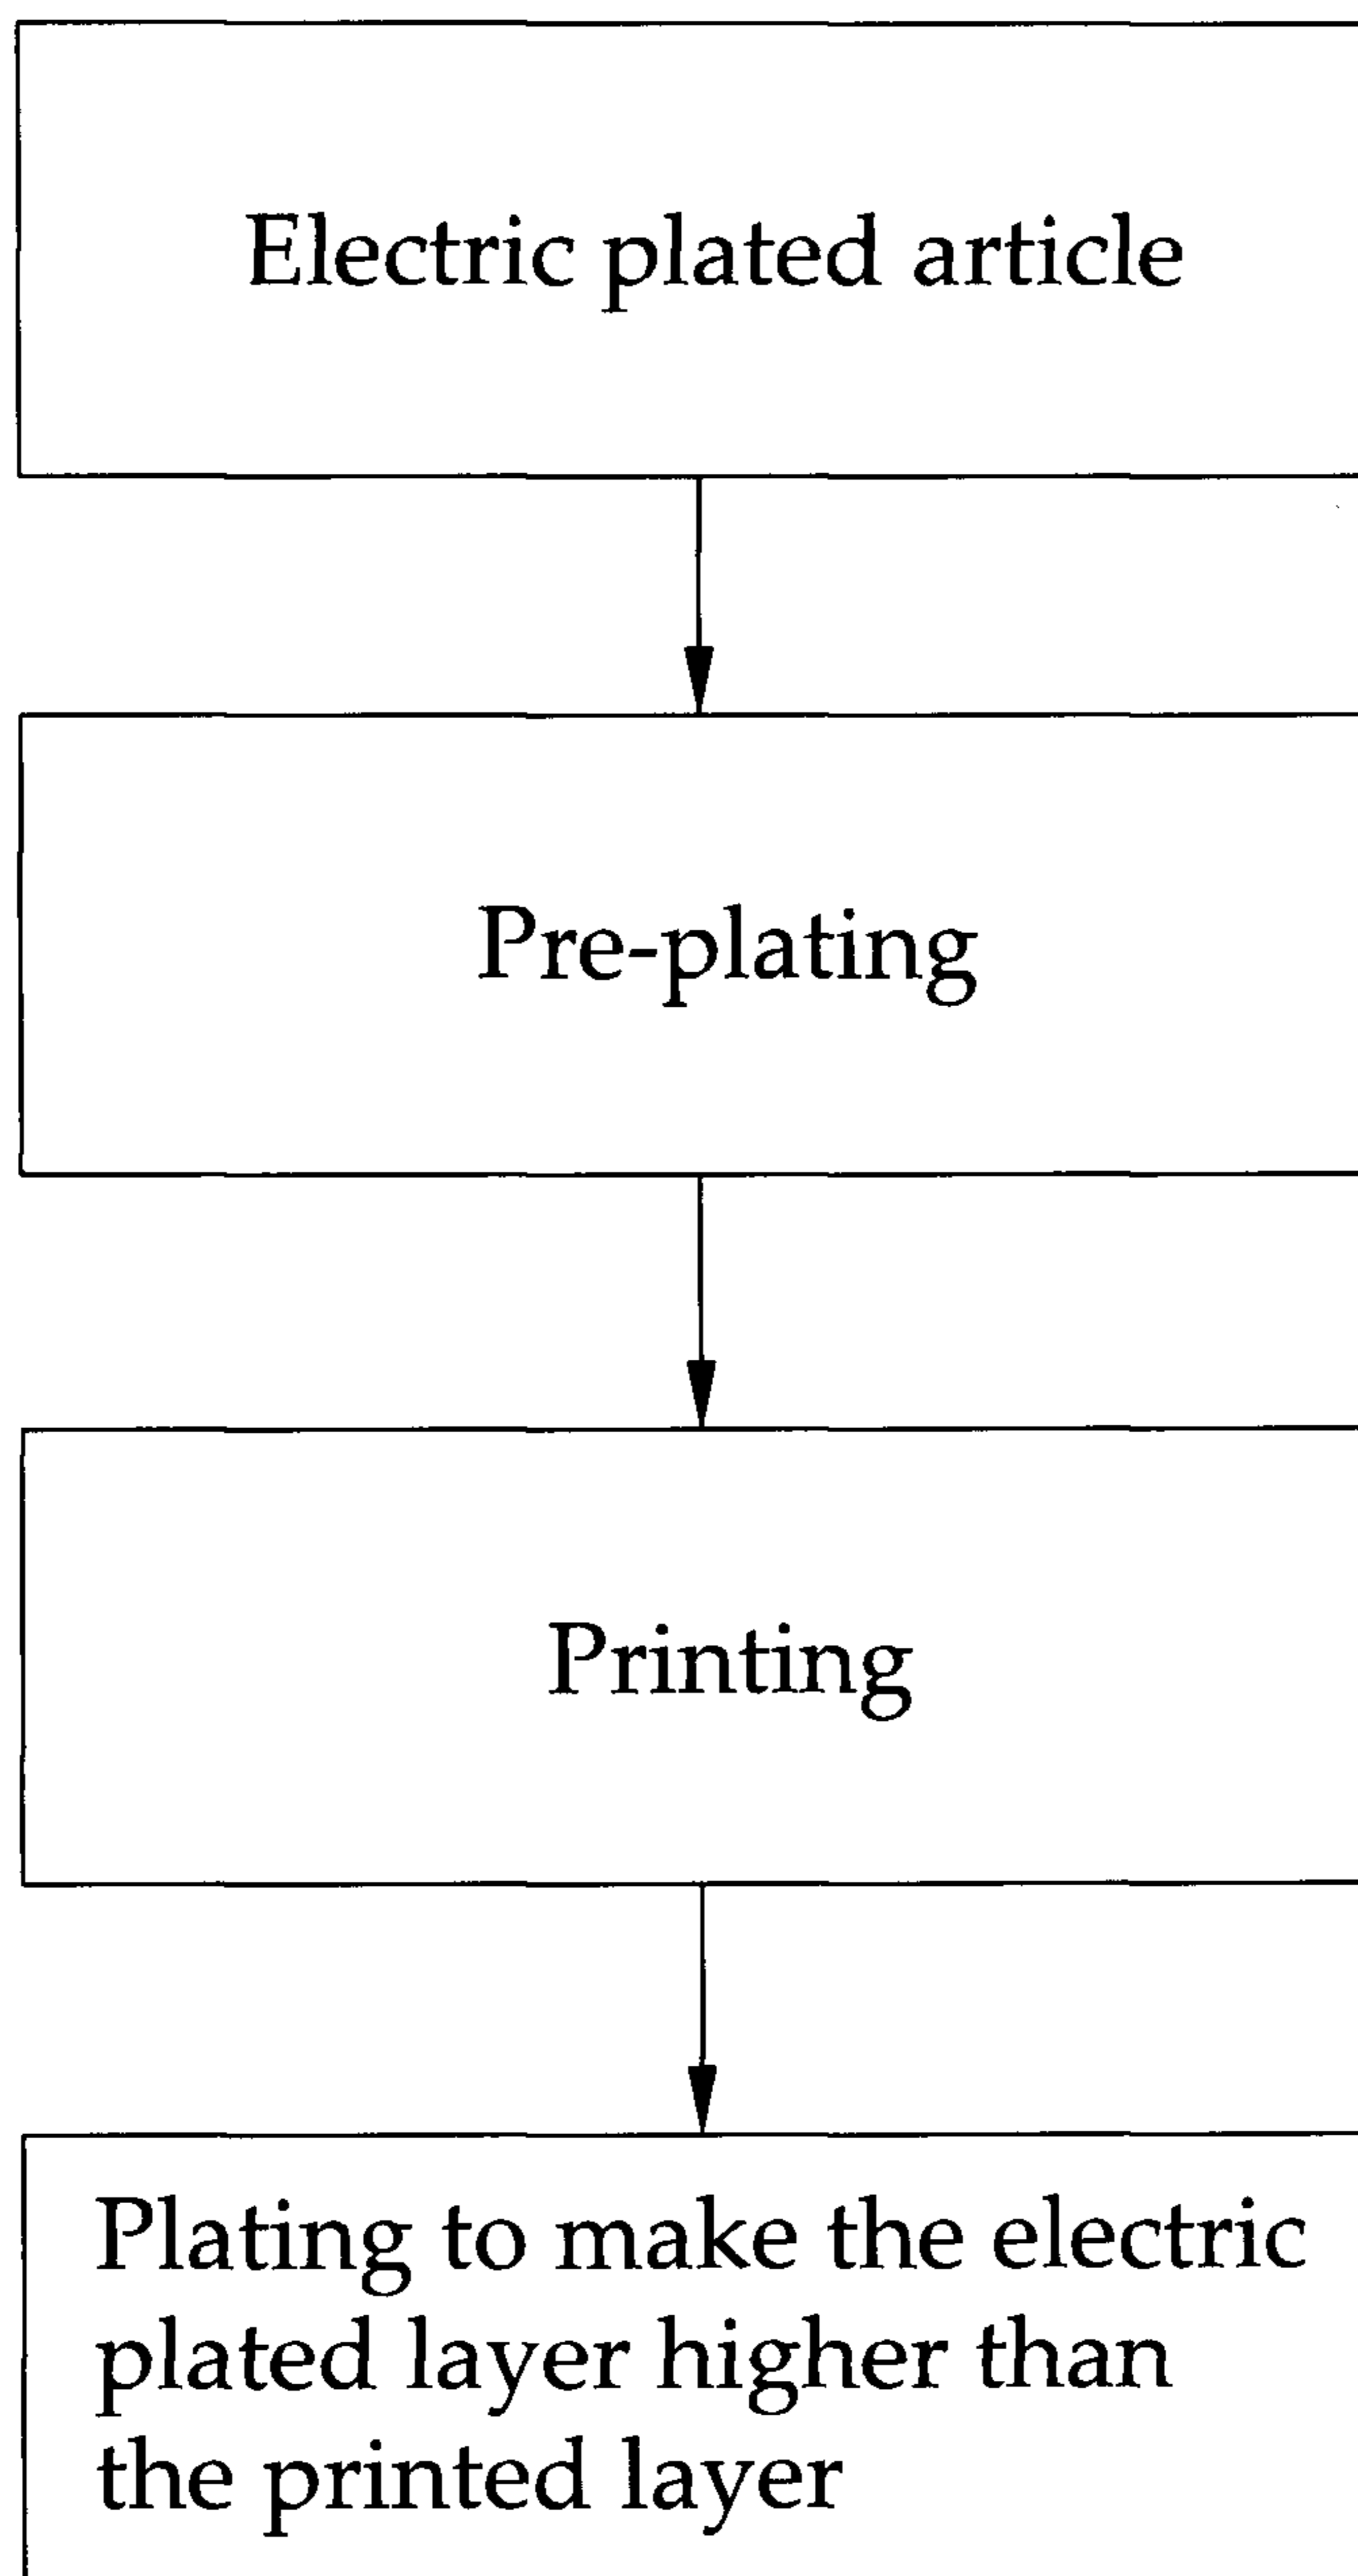 Electric plated article
Pre-plating
Printing
Plating to make the electric
plated layer higher than
the printed layer